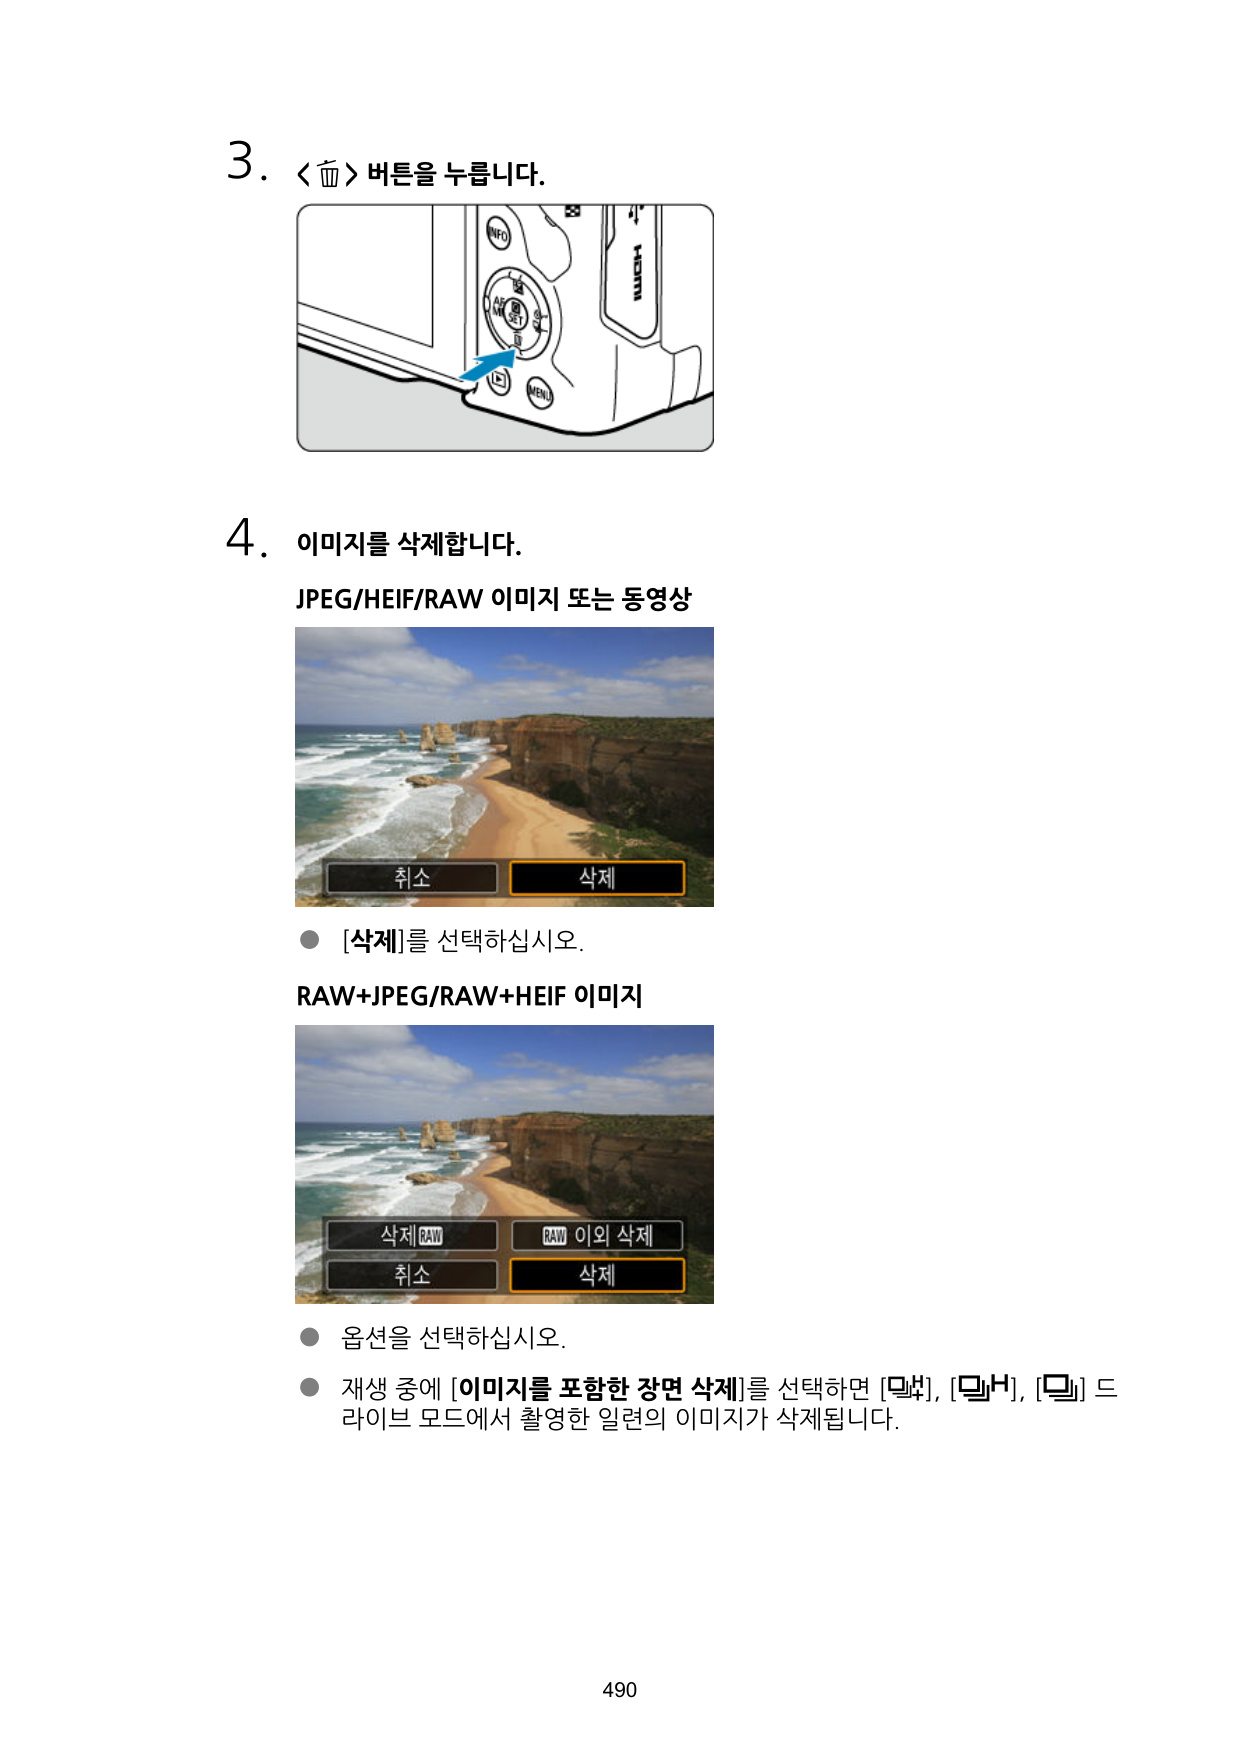 3. < > 버튼을 누릅니다.
INFO
HDMI
AF
SET
MENU
4. 이미지를 삭제합니다.
JPEG/HEIF/RAW 이미지 또는 동영상
취소 삭제
● [삭제]를 선택하십시오.
RAW+JPEG/RAW+HEIF 이미지
삭제RAW RAW 이외 삭제
취소 삭제
● 옵션을 선택하십시오.
● 재생 중에 [이미지를 포함한 장면 삭제]를 선택하면 [H+], [H], [ ] 드
라이브 모드에서 촬영한 일련의 이미지가 삭제됩니다.
490